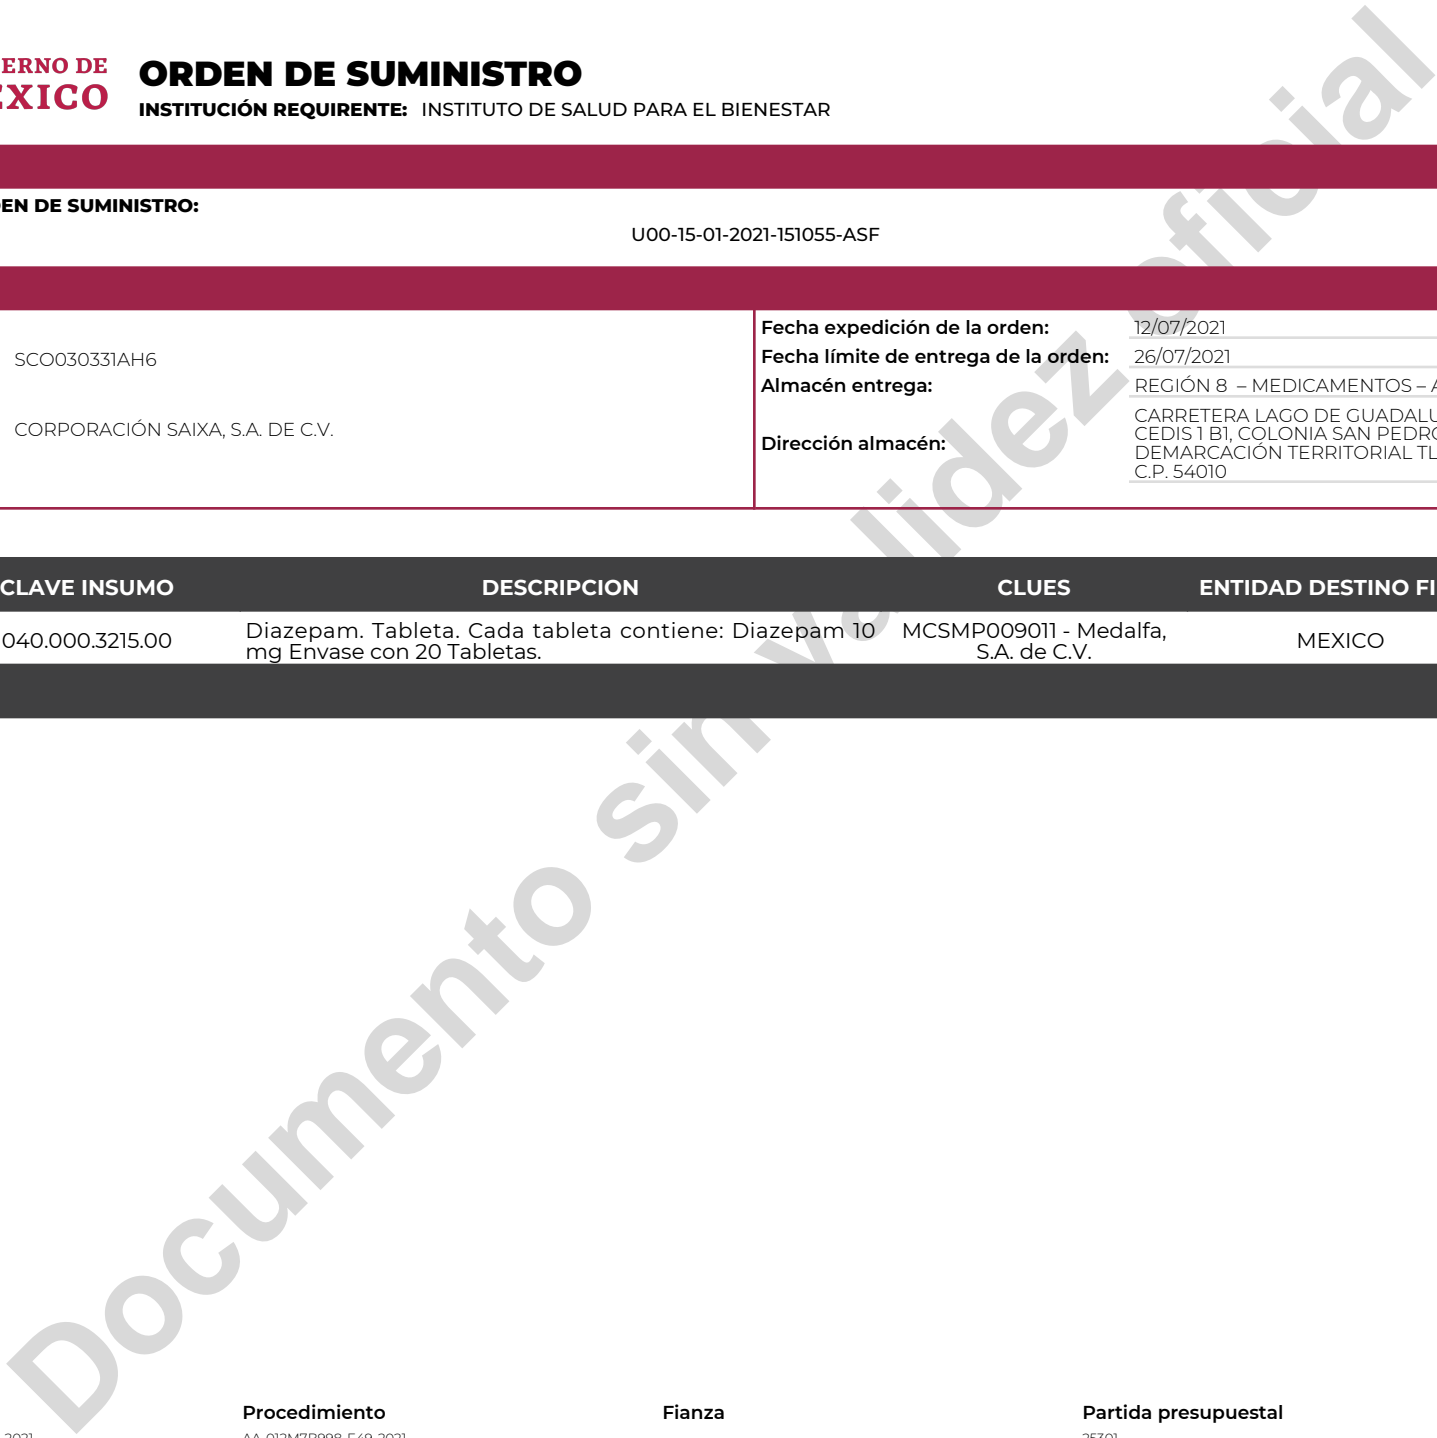 ERNO DE
ORDEN DE SUMINISTRO
EXICO
INSTITUCIÓN REQUIRENTE: INSTITUTO DE SALUD PARA EL BIENESTAR
EN DE SUMINISTRO:
U00-15-01-2021-151055-ASF
SCO030331AH6
CORPORACIÓN SAIXA, S.A. DE C.V.
Fecha expedición de la orden: 12/07/2021
Fecha límite de entrega de la orden: 26/07/2021
Almacén entrega: REGIÓN 8 – MEDICAMENTOS – A
Dirección almacén:
CARRETERA LAGO DE GUADALU
CEDIS 1 B1, COLONIA SAN PEDRO
DEMARCACIÓN TERRITORIAL TL
C.P. 54010
CLAVE INSUMO DESCRIPCION CLUES ENTIDAD DESTINO FI
040.000.3215.00
Diazepam. Tableta. Cada tableta contiene: Diazepam 10
mg Envase con 20 Tabletas.
MCSMP009011 - Medalfa,
S.A. de C.V.
MEXICO
Documento sin validez oficial
Procedimiento Fianza Partida presupuestal